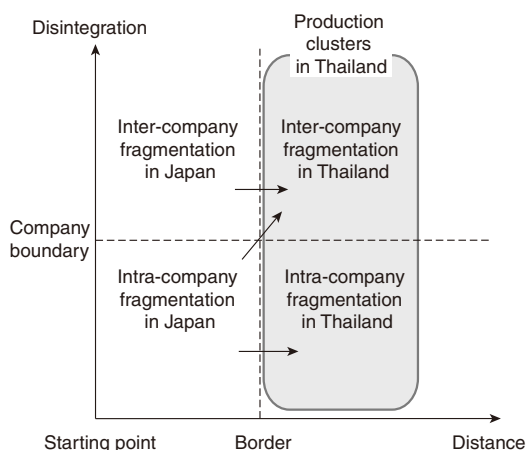 Disintegration
Production
clusters
in Thailand
Inter-company
fragmentation
in Japan
Inter-company
fragmentation
in Thailand
Company
boundary
Intra-company
fragmentation
in Japan
Intra-company
fragmentation
in Thailand
Starting point
Border
Distance